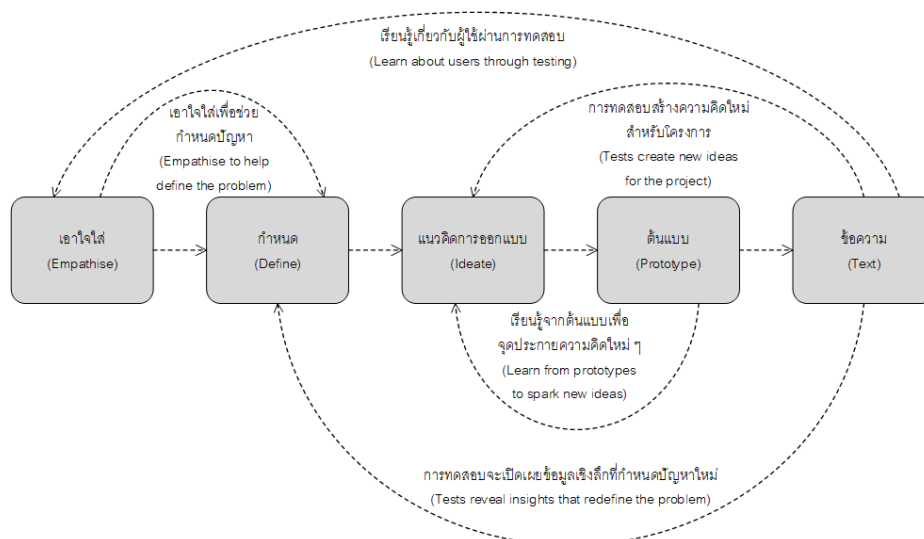 เรียนรู้เกี่ยวกับผู้ใช้ผ่านการทดสอบ
(Learn about users through testing)
เอาใจใส่เพื่อช่วย
กำหนดปัญหา
(Empathise to help
define the problem)
การทดสอบสร้างความคิดใหม่
สำหรับโครงการ
(Tests create new ideas
for the project)
เอาใจใส่
(Empathise)
กำหนด
(Define)
แนวคิดการออกแบบ
(Ideate)
ต้นแบบ
(Prototype)
ข้อความ
(Text)
เรียนรู้จากต้นแบบเพื่อ
จุดประกายความคิดใหม่ ๆ
(Learn from prototypes
to spark new ideas)
การทดสอบจะเปิดเผยข้อมูลเชิงลึกที่กำหนดปัญหาใหม่
(Tests reveal insights that redefine the problem)